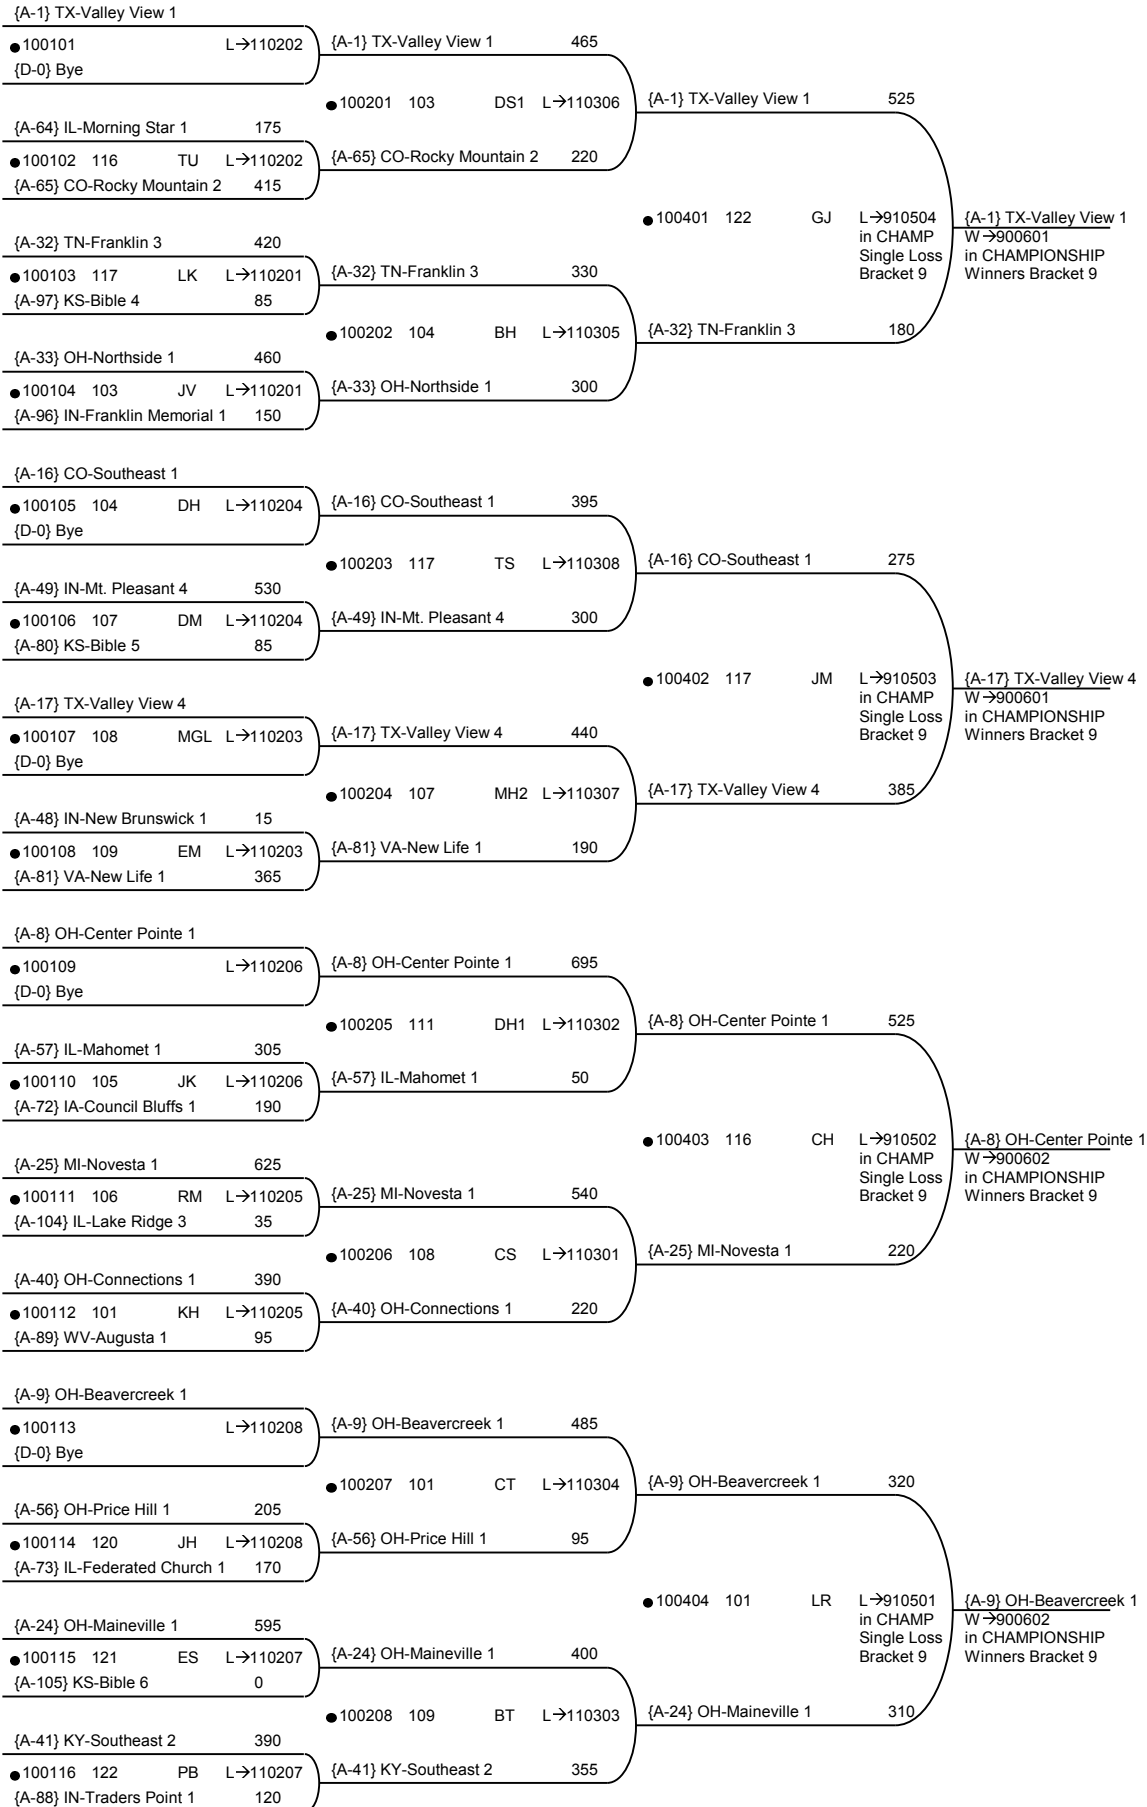 {A-1} TX-Valley View 1
●100101 L→110202
{D-0} Bye
{A-64} IL-Morning Star 1 175
●100102 116 TU L→110202
{A-65} CO-Rocky Mountain 2 415
{A-32} TN-Franklin 3 420
●100103 117 LK L→110201
{A-97} KS-Bible 4 85
{A-33} OH-Northside 1 460
●100104 103 JV L→110201
{A-96} IN-Franklin Memorial 1 150
{A-16} CO-Southeast 1
●100105 104 DH L→110204
{D-0} Bye
{A-49} IN-Mt. Pleasant 4 530
●100106 107 DM L→110204
{A-80} KS-Bible 5 85
{A-17} TX-Valley View 4
●100107 108 MGL L→110203
{D-0} Bye
{A-48} IN-New Brunswick 1 15
●100108 109 EM L→110203
{A-81} VA-New Life 1 365
{A-8} OH-Center Pointe 1
●100109 L→110206
{D-0} Bye
{A-57} IL-Mahomet 1 305
●100110 105 JK L→110206
{A-72} IA-Council Bluffs 1 190
{A-25} MI-Novesta 1 625
●100111 106 RM L→110205
{A-104} IL-Lake Ridge 3 35
{A-40} OH-Connections 1 390
●100112 101 KH L→110205
{A-89} WV-Augusta 1 95
{A-9} OH-Beavercreek 1
●100113 L→110208
{D-0} Bye
{A-56} OH-Price Hill 1 205
●100114 120 JH L→110208
{A-73} IL-Federated Church 1 170
{A-24} OH-Maineville 1 595
●100115 121 ES L→110207
{A-105} KS-Bible 6 0
{A-41} KY-Southeast 2 390
●100116 122 PB L→110207
{A-88} IN-Traders Point 1 120
{A-1} TX-Valley View 1 465
●100201 103 DS1 L→110306
{A-65} CO-Rocky Mountain 2 220
{A-32} TN-Franklin 3 330
●100202 104 BH L→110305
{A-33} OH-Northside 1 300
{A-16} CO-Southeast 1 395
●100203 117 TS L→110308
{A-49} IN-Mt. Pleasant 4 300
{A-17} TX-Valley View 4 440
●100204 107 MH2 L→110307
{A-81} VA-New Life 1 190
{A-8} OH-Center Pointe 1 695
●100205 111 DH1 L→110302
{A-57} IL-Mahomet 1 50
{A-25} MI-Novesta 1 540
●100206 108 CS L→110301
{A-40} OH-Connections 1 220
{A-9} OH-Beavercreek 1 485
●100207 101 CT L→110304
{A-56} OH-Price Hill 1 95
{A-24} OH-Maineville 1 400
●100208 109 BT L→110303
{A-41} KY-Southeast 2 355
{A-1} TX-Valley View 1 525
●100401 122 GJ L→910504
in CHAMP
Single Loss
Bracket 9
{A-32} TN-Franklin 3 180
{A-16} CO-Southeast 1 275
●100402 117 JM L→910503
in CHAMP
Single Loss
Bracket 9
{A-17} TX-Valley View 4 385
{A-8} OH-Center Pointe 1 525
●100403 116 CH L→910502
in CHAMP
Single Loss
Bracket 9
{A-25} MI-Novesta 1 220
{A-9} OH-Beavercreek 1 320
●100404 101 LR L→910501
in CHAMP
Single Loss
Bracket 9
{A-24} OH-Maineville 1 310
{A-1} TX-Valley View 1
W→900601
in CHAMPIONSHIP
Winners Bracket 9
{A-17} TX-Valley View 4
W→900601
in CHAMPIONSHIP
Winners Bracket 9
{A-8} OH-Center Pointe 1
W→900602
in CHAMPIONSHIP
Winners Bracket 9
{A-9} OH-Beavercreek 1
W→900602
in CHAMPIONSHIP
Winners Bracket 9